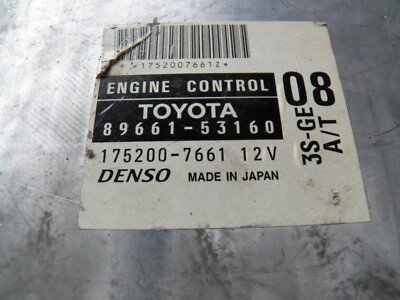 *17520076612*
ENGINE CONTROL
TOYOTA
89661-53160
175200-7661 12V
DENSO MADE IN JAPAN
08
3S-GE
A/T